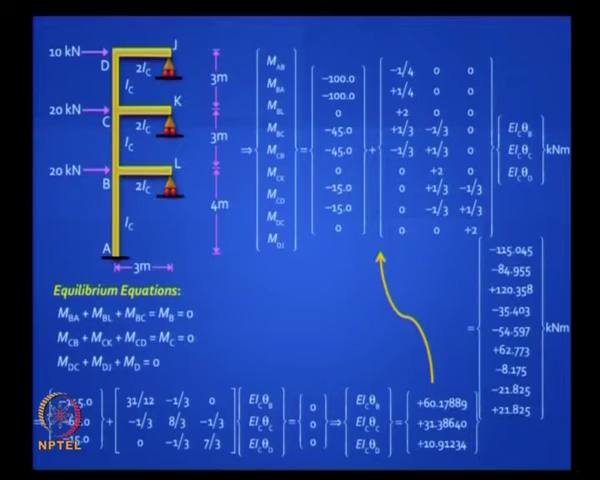 10 kN
J
D
2I_C
I_C
3m
20 kN
K
C
2I_C
I_C
3m
20 kN
L
B
2I_C
I_C
4m
A
3m
⇒ { M_AB M_BA M_BL M_BC M_CB M_CK M_CD M_DC M_DJ } = { −100.0 −100.0 0 −45.0 −45.0 0 −15.0 −15.0 0 } +
[ −1/4 0 0
+1/4 0 0
+2 0 0
+1/3 −1/3 0
−1/3 +1/3 0
0 +2 0
0 +1/3 −1/3
0 −1/3 +1/3
0 0 +2 ]
{ EI_Cθ_B EI_Cθ_C EI_Cθ_D } kNm
= { −115.045
−84.955
+120.358
−35.403
−54.597
+62.773
−8.175
−21.825
+21.825 } kNm
Equilibrium Equations:
M_BA + M_BL + M_BC = M_B = 0
M_CB + M_CK + M_CD = M_C = 0
M_DC + M_DJ + M_D = 0
+ [ 31/12 −1/3 0
−1/3 8/3 −1/3
0 −1/3 7/3 ]
{ EI_Cθ_B EI_Cθ_C EI_Cθ_D } = { 0 0 0 } ⇒ { EI_Cθ_B EI_Cθ_C EI_Cθ_D } = { +60.17889 +31.38640 +10.91234 }
NPTEL